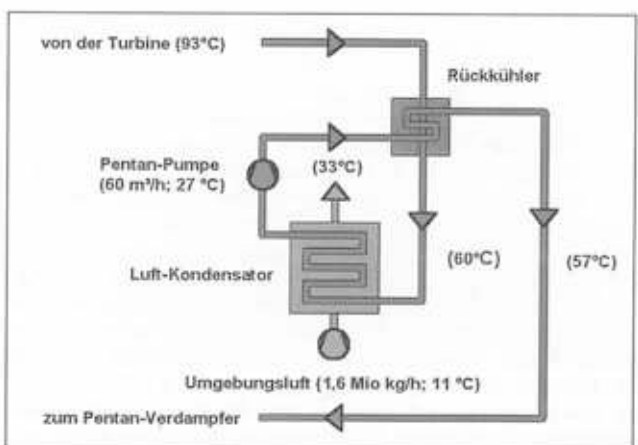 von der Turbine (93°C)
Rückkühler
Pentan-Pumpe
(60 m³/h; 27 °C)
(33°C)
Luft-Kondensator
(60°C)
(57°C)
Umgebungsluft (1,6 Mio kg/h; 11 °C)
zum Pentan-Verdampfer